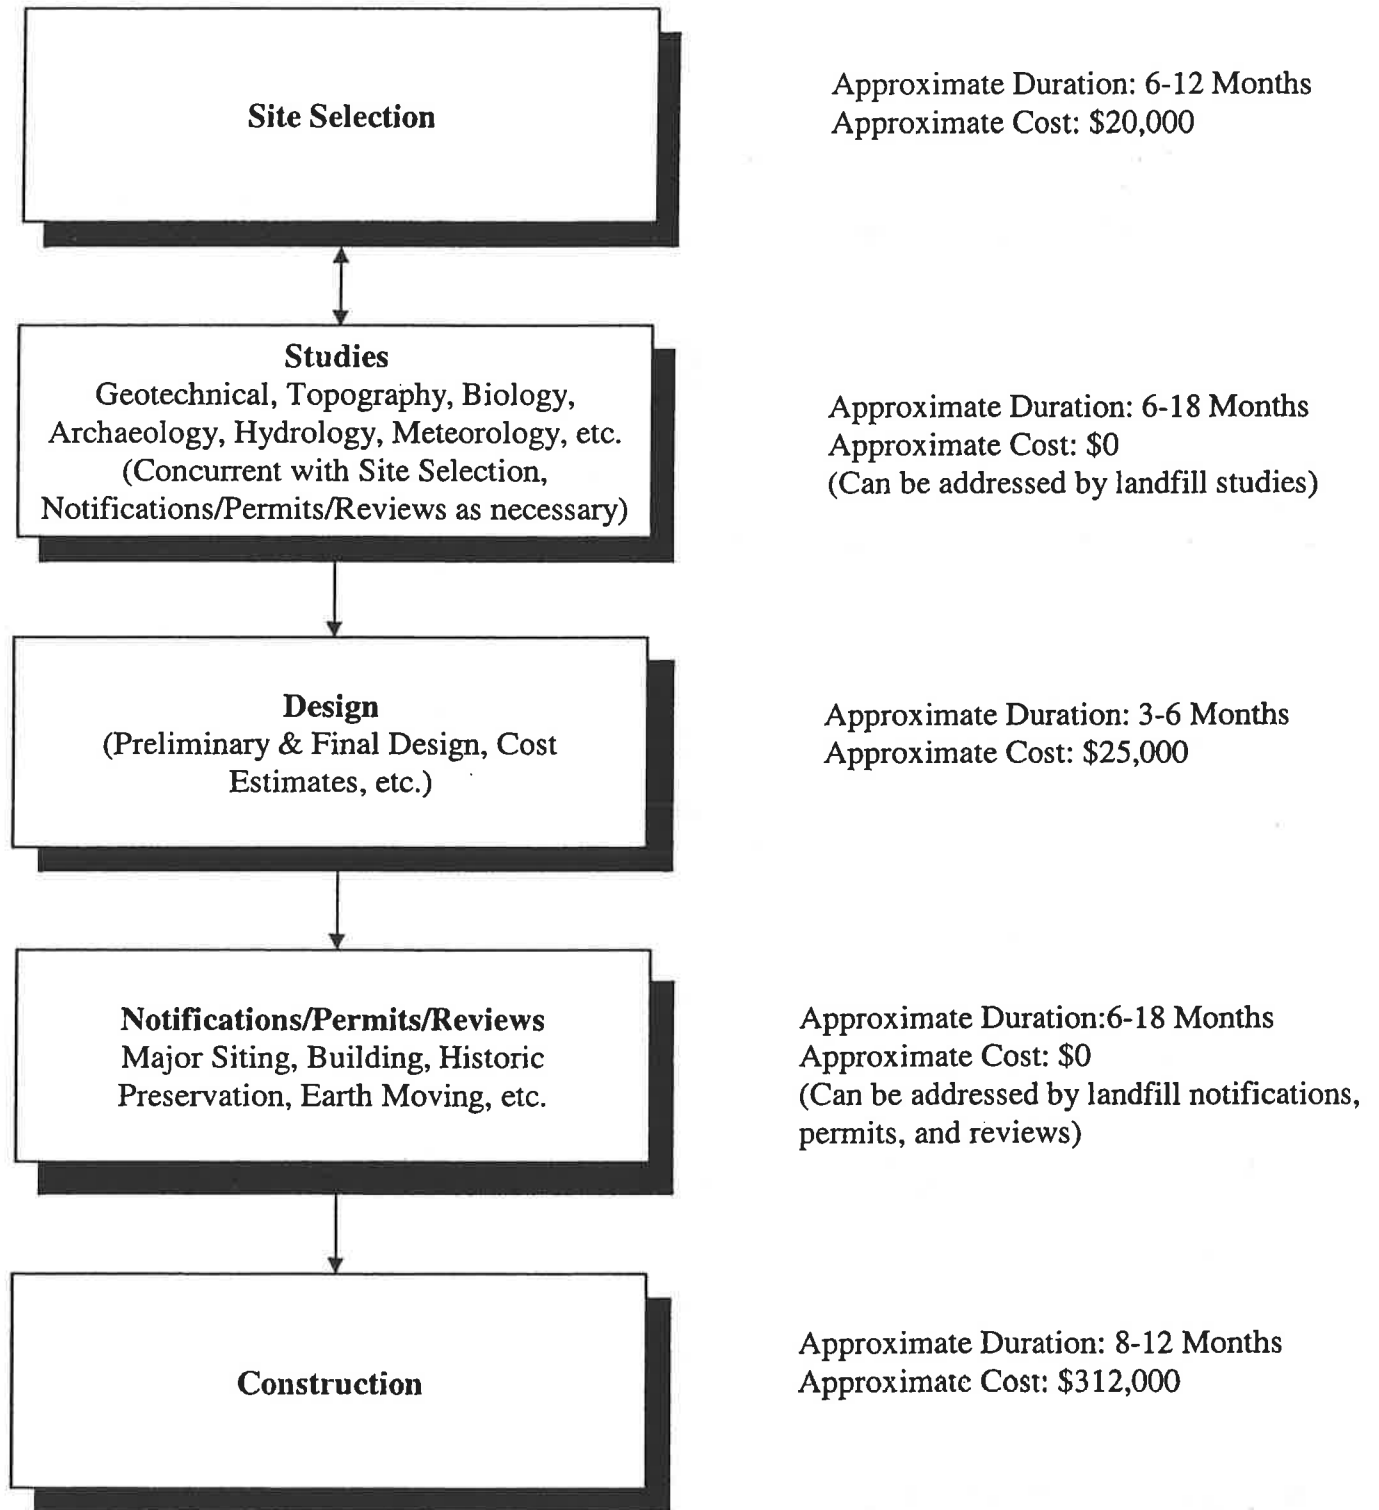 Site Selection
Approximate Duration: 6-12 Months
Approximate Cost: $20,000
Studies
Geotechnical, Topography, Biology,
Archaeology, Hydrology, Meteorology, etc.
(Concurrent with Site Selection,
Notifications/Permits/Reviews as necessary)
Approximate Duration: 6-18 Months
Approximate Cost: $0
(Can be addressed by landfill studies)
Design
(Preliminary & Final Design, Cost
Estimates, etc.)
Approximate Duration: 3-6 Months
Approximate Cost: $25,000
Notifications/Permits/Reviews
Major Siting, Building, Historic
Preservation, Earth Moving, etc.
Approximate Duration:6-18 Months
Approximate Cost: $0
(Can be addressed by landfill notifications,
permits, and reviews)
Construction
Approximate Duration: 8-12 Months
Approximate Cost: $312,000